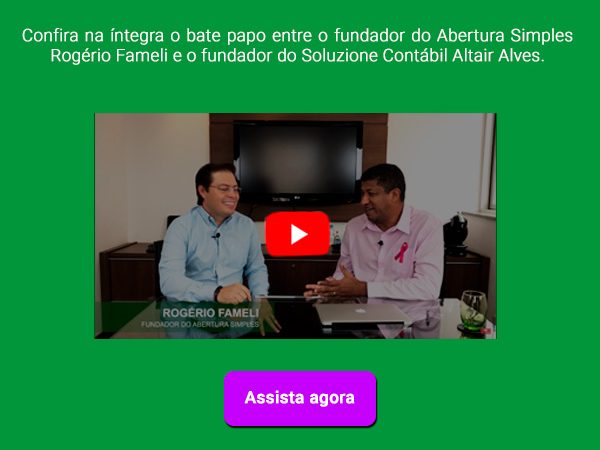 Confira na íntegra o bate papo entre o fundador do Abertura Simples
Rogério Fameli e o fundador do Soluzione Contábil Altair Alves.
ROGÉRIO FAMELI
FUNDADOR DO ABERTURA SIMPLES
Assista agora